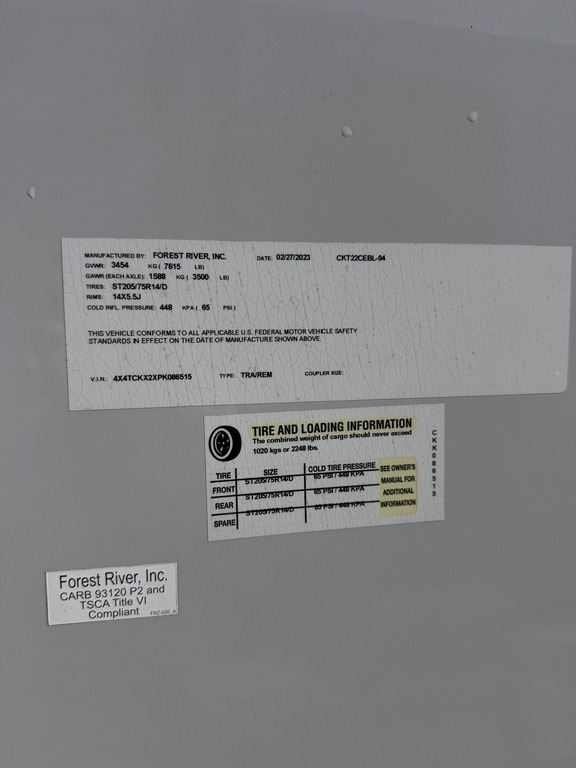 MANUFACTURED BY: FOREST RIVER, INC. DATE: 02/27/2023 CKT22CEBL-94
GVWR: 3454 KG ( 7615 LB)
GAWR (EACH AXLE): 1588 KG ( 3500 LB)
TIRES: ST205/75R14/D
RIMS: 14X5.5J
COLD INFL. PRESSURE: 448 KPA ( 65 PSI )
THIS VEHICLE CONFORMS TO ALL APPLICABLE U.S. FEDERAL MOTOR VEHICLE SAFETY
STANDARDS IN EFFECT ON THE DATE OF MANUFACTURE SHOWN ABOVE.
V.I.N.: 4X4TCKX2XPK086515 TYPE: TRA/REM COUPLER SIZE:
TIRE AND LOADING INFORMATION
The combined weight of cargo should never exceed
1020 kgs or 2248 lbs.
TIRE SIZE COLD TIRE PRESSURE
FRONT ST205/75R14/D 65 PSI / 448 KPA
REAR ST205/75R14/D 65 PSI / 448 KPA
SPARE ST205/75R14/D 65 PSI / 448 KPA
SEE OWNER'S
MANUAL FOR
ADDITIONAL
INFORMATION
CKK086515
Forest River, Inc.
CARB 93120 P2 and
TSCA Title VI
Compliant FRZ-035_A